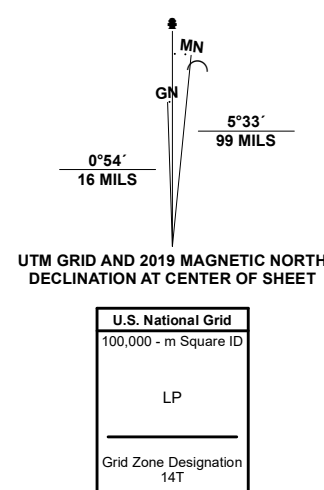 MN
GN
5°33´
99 MILS
0°54´
16 MILS
UTM GRID AND 2019 MAGNETIC NORTH
DECLINATION AT CENTER OF SHEET
U.S. National Grid
100,000 - m Square ID
LP
Grid Zone Designation
14T